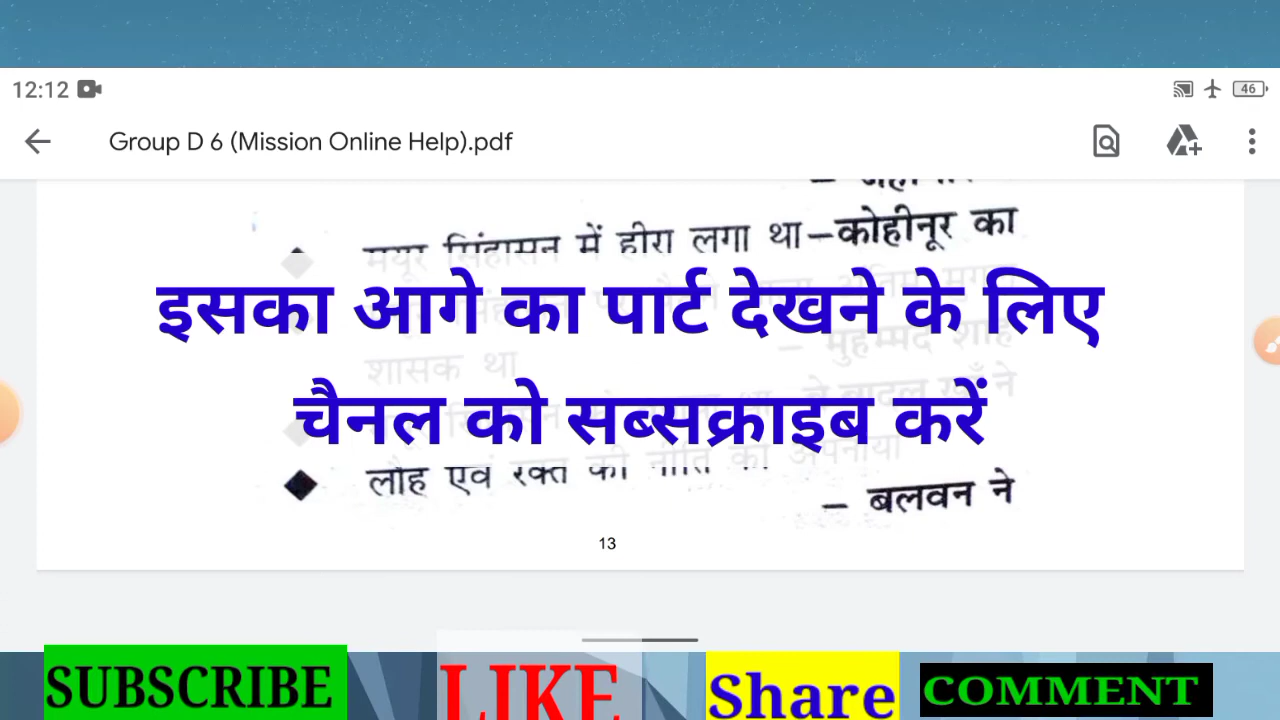 12:12
46
Group D 6 (Mission Online Help).pdf
मयूर सिंहासन में हीरा लगा था – कोहीनूर का
इसका आगे का पार्ट देखने के लिए
– मुहम्मद शाह
शासक था
चैनल को सब्सक्राइब करें
लौह एवं रक्त की नीति को अपनाया
– बलवन ने
13
SUBSCRIBE
LIKE
Share
COMMENT